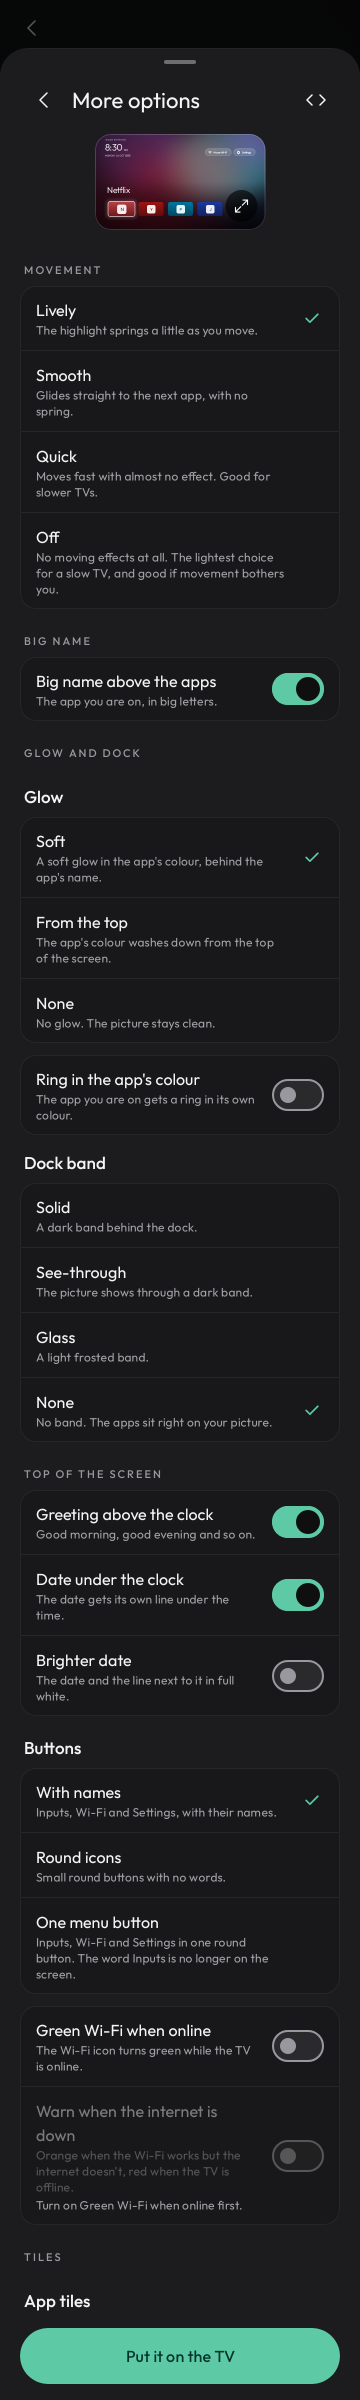 More options
8:30
Netflix
MOVEMENT
Lively
The highlight springs a little as you move.
Smooth
Glides straight to the next app, with no
spring.
Quick
Moves fast with almost no effect. Good for
slower TVs.
Off
No moving effects at all. The lightest choice
for a slow TV, and good if movement bothers
you.
BIG NAME
Big name above the apps
The app you are on, in big letters.
GLOW AND DOCK
Glow
Soft
A soft glow in the app's colour, behind the
app's name.
From the top
The app's colour washes down from the top
of the screen.
None
No glow. The picture stays clean.
Ring in the app's colour
The app you are on gets a ring in its own
colour.
Dock band
Solid
A dark band behind the dock.
See-through
The picture shows through a dark band.
Glass
A light frosted band.
None
No band. The apps sit right on your picture.
TOP OF THE SCREEN
Greeting above the clock
Good morning, good evening and so on.
Date under the clock
The date gets its own line under the
time.
Brighter date
The date and the line next to it in full
white.
Buttons
With names
Inputs, Wi-Fi and Settings, with their names.
Round icons
Small round buttons with no words.
One menu button
Inputs, Wi-Fi and Settings in one round
button. The word Inputs is no longer on the
screen.
Green Wi-Fi when online
The Wi-Fi icon turns green while the TV
is online.
Warn when the internet is
down
Orange when the Wi-Fi works but the
internet doesn't, red when the TV is
offline.
Turn on Green Wi-Fi when online first.
TILES
App tiles
Put it on the TV